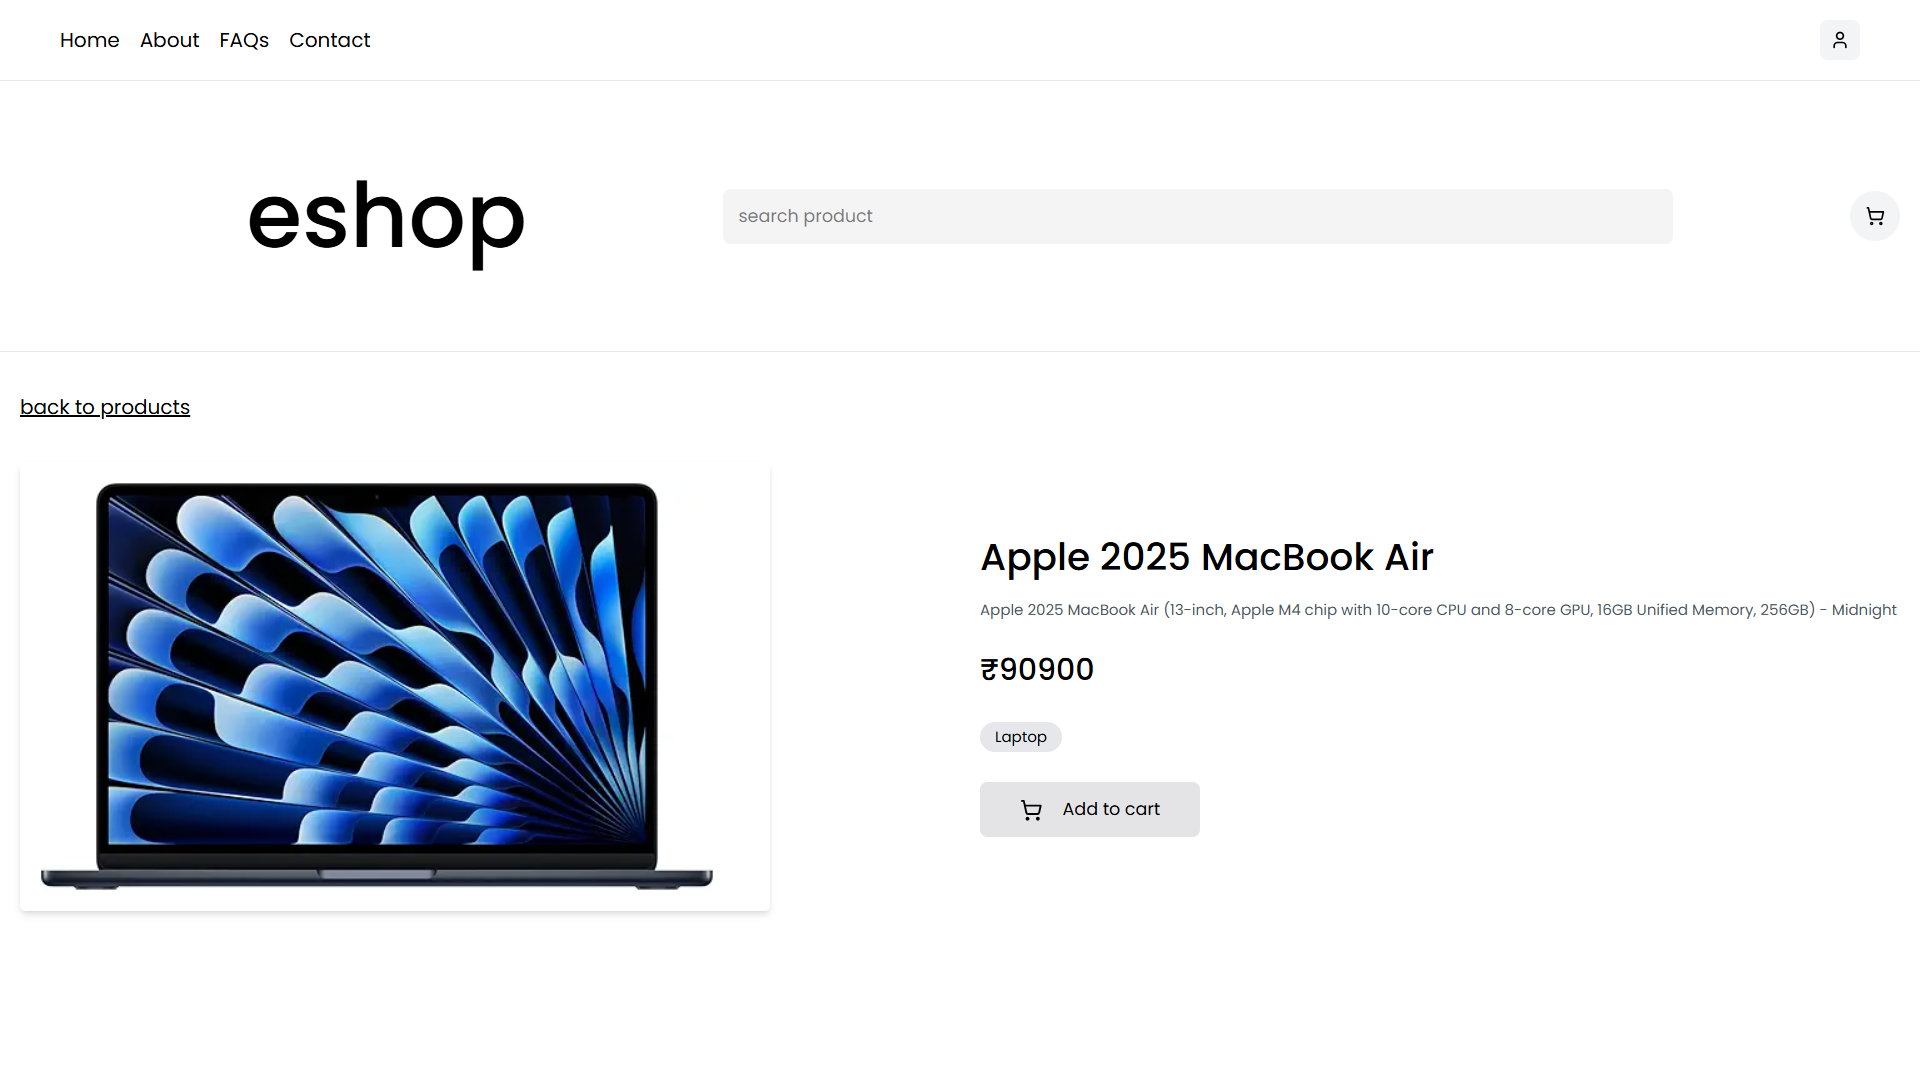 Home About FAQs Contact
eshop
search product
back to products
Apple 2025 MacBook Air
Apple 2025 MacBook Air (13-inch, Apple M4 chip with 10-core CPU and 8-core GPU, 16GB Unified Memory, 256GB) - Midnight
₹90900
Laptop
Add to cart